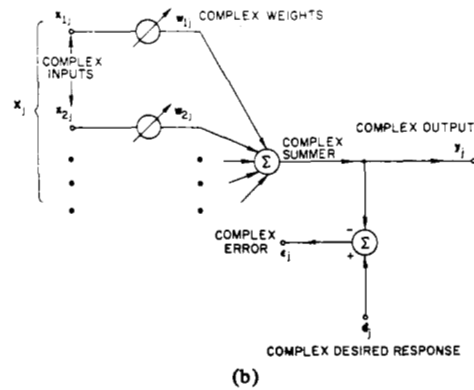 x1j
w1j
COMPLEX WEIGHTS
COMPLEX
INPUTS
Xj
x2j
w2j
COMPLEX OUTPUT
yj
Σ
COMPLEX
SUMMER
−
Σ
+
COMPLEX
ERROR
εj
dj
COMPLEX DESIRED RESPONSE
(b)